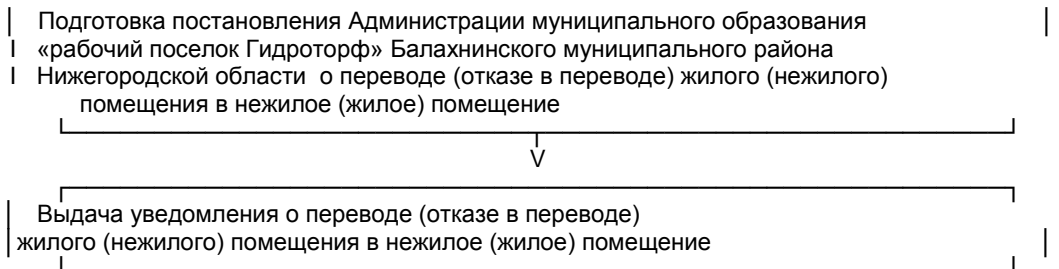 Подготовка постановления Администрации муниципального образования
I «рабочий поселок Гидроторф» Балахнинского муниципального района
I Нижегородской области о переводе (отказе в переводе) жилого (нежилого)
помещения в нежилое (жилое) помещение
V
Выдача уведомления о переводе (отказе в переводе)
жилого (нежилого) помещения в нежилое (жилое) помещение